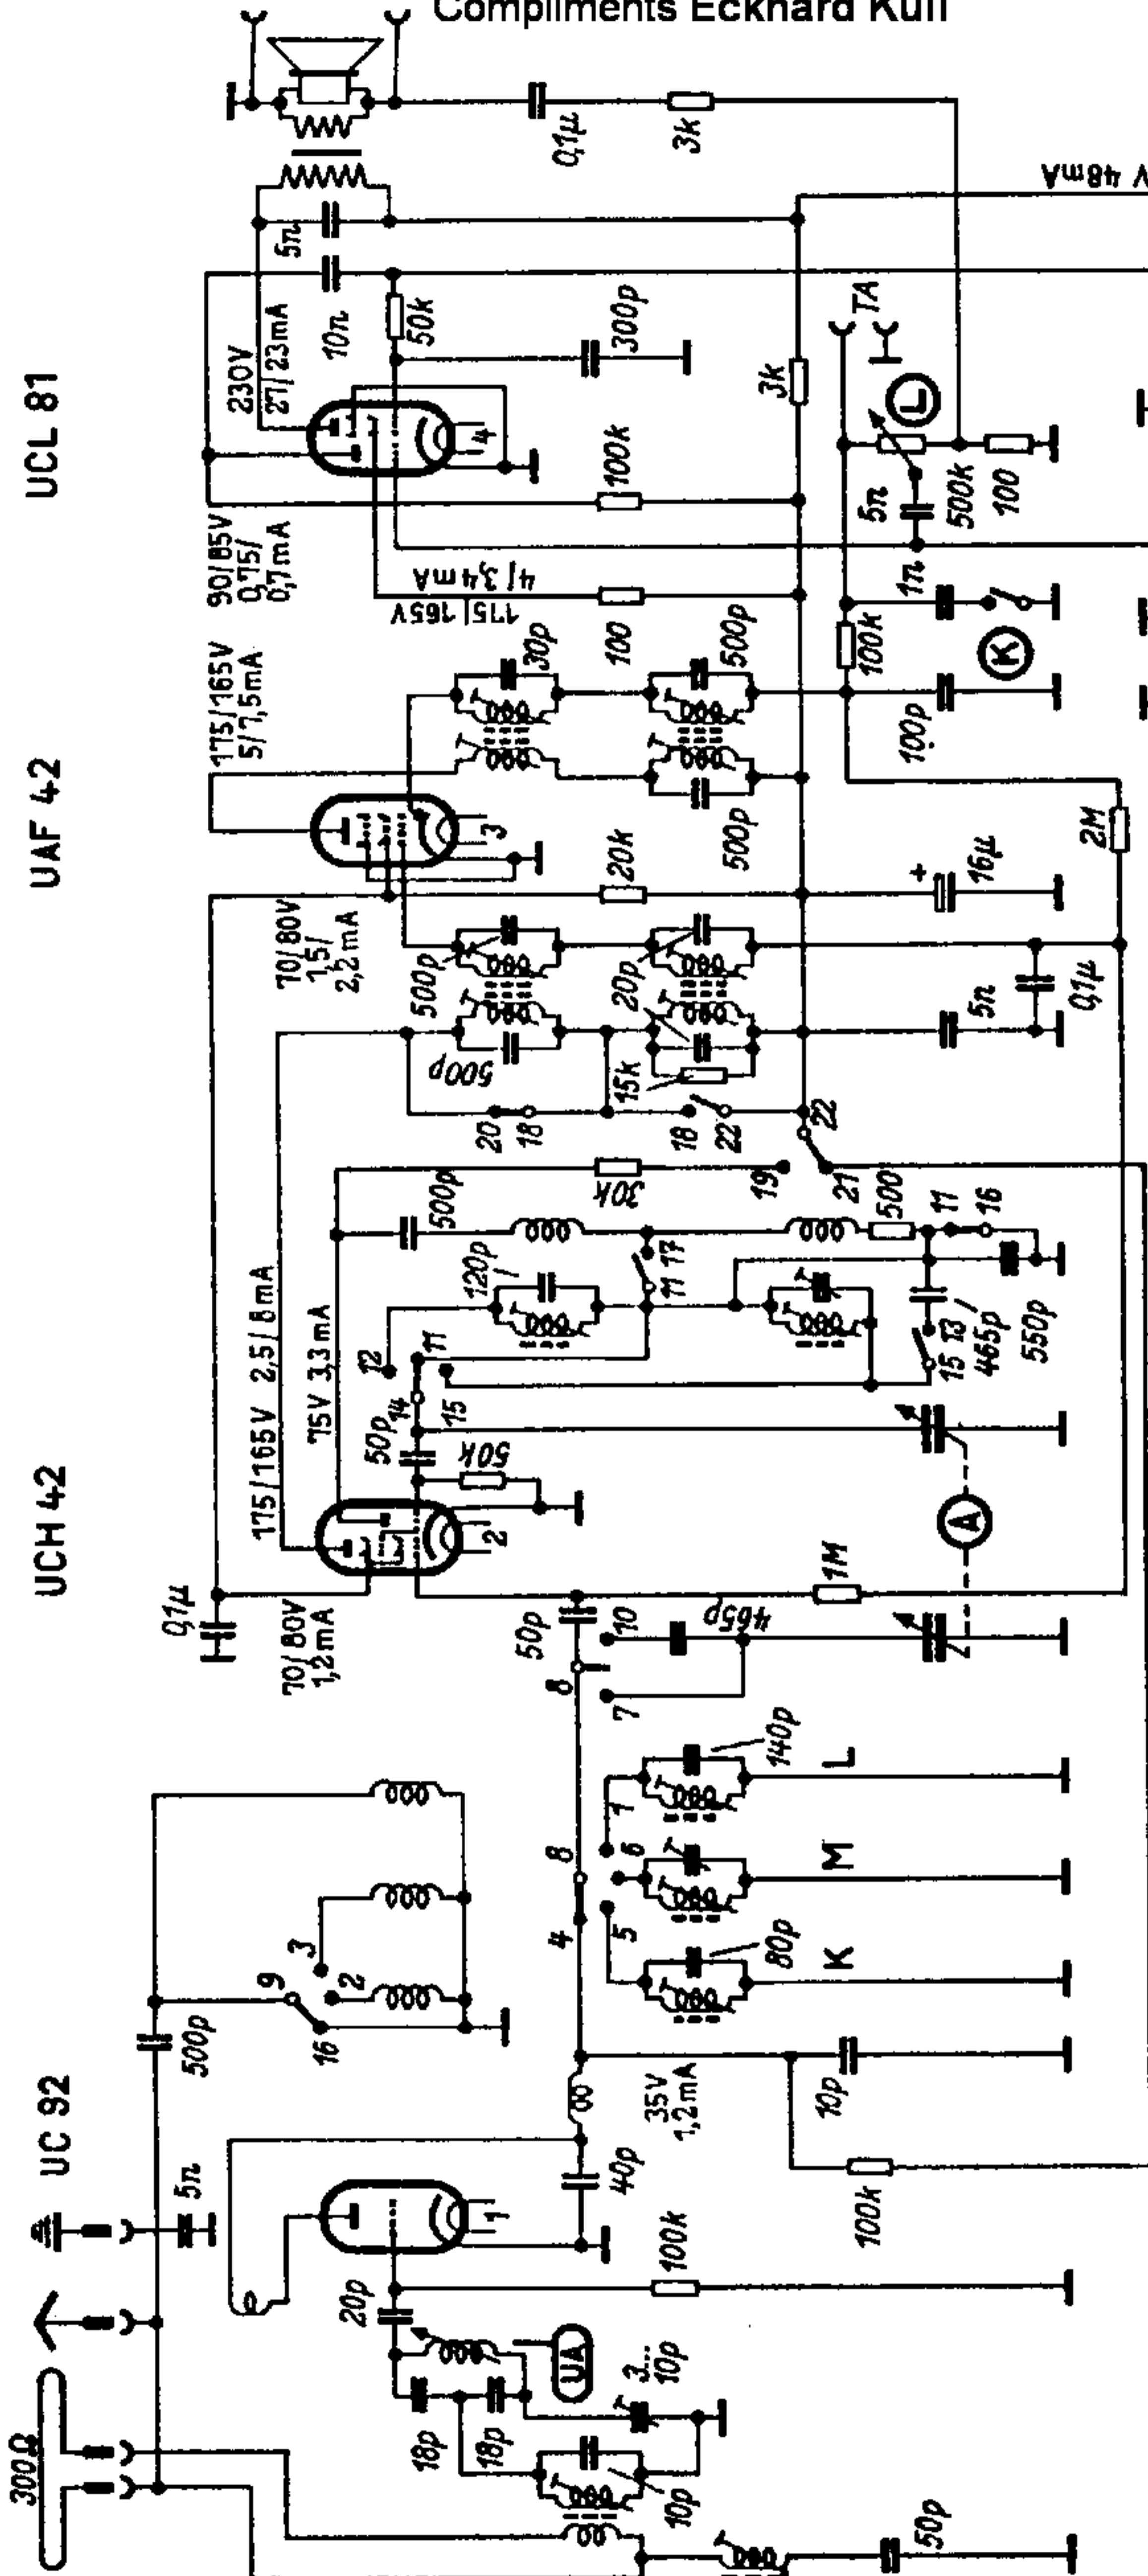 Compliments Eckhard Kull
300Ω
UC 92
UCH 42
UAF 42
UCL 81
5n
500p
9
3
2
16
20p
18p
18p
UA
3...
10p
10p
50p
100k
1
40p
35V
1,2mA
10p
100k
4
8
5
6
7
80p
140p
K
M
L
8
10
7
50p
465p
1M
A
0,1µ
70/80V
1,2mA
175/165V 2,5/8mA
75V 3,3mA
2
50p
50k
14
12
11
15
120p
500p
11 17
15 13
465p
550p
500
11
16
30k
19
21
22
20
18
18
22
500p
15k
500p
20p
5n
0,1µ
70/80V
1,5/
2,2mA
175/165V
5/7,5mA
3
20k
16µ
+
2M
500p
30p
500p
100p
100k
1n
K
90/85V
0,75/
0,7mA
175/165V
4/3,4mA
100
100k
230V
27/23mA
4
10n
5n
50k
300p
3k
5n
500k
L
100
TA
0,1µ
3k
V 48mA